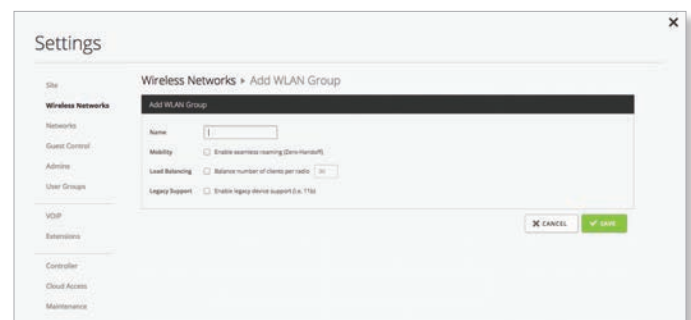 Settings
Site
Wireless Networks
Networks
Guest Control
Admins
User Groups
VOIP
Extensions
Controller
Cloud Access
Maintenance
Wireless Networks ▸ Add WLAN Group
Add WLAN Group
Name
Mobility Enable seamless roaming (Zero-Handoff)
Load Balancing Balance number of clients per radio 30
Legacy Support Enable legacy device support (i.e. 11b)
CANCEL SAVE